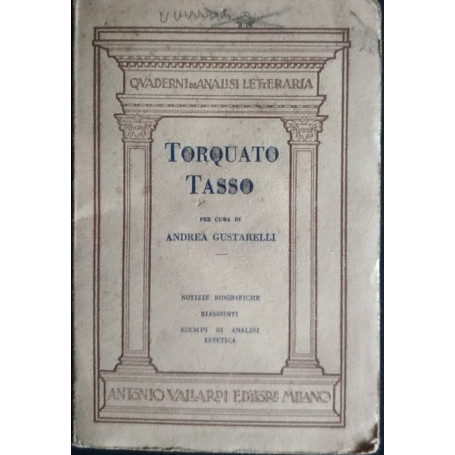 QVADERNI DI ANALISI LETTERARIA
TORQUATO
TASSO
PER CURA DI
ANDREA GUSTARELLI
NOTIZIE BIOGRAFICHE
RIASSUNTI
ESEMPI DI ANALISI
ESTETICA
ANTONIO VALLARDI EDITORE MILANO